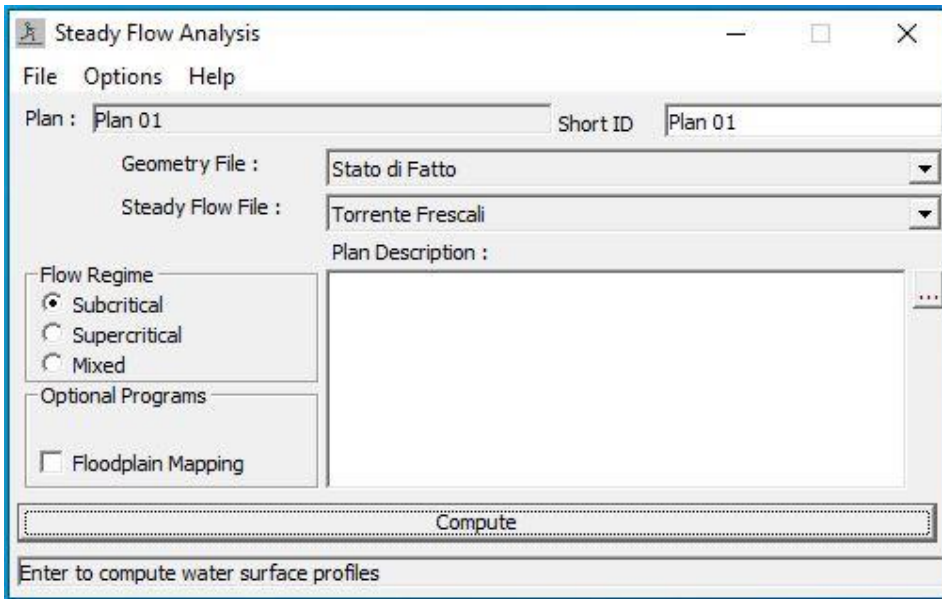 Steady Flow Analysis
File Options Help
Plan : Plan 01 Short ID Plan 01
Geometry File : Stato di Fatto
Steady Flow File : Torrente Frescali
Plan Description :
Flow Regime
Subcritical
...
Supercritical
Mixed
Optional Programs
Floodplain Mapping
Compute
Enter to compute water surface profiles